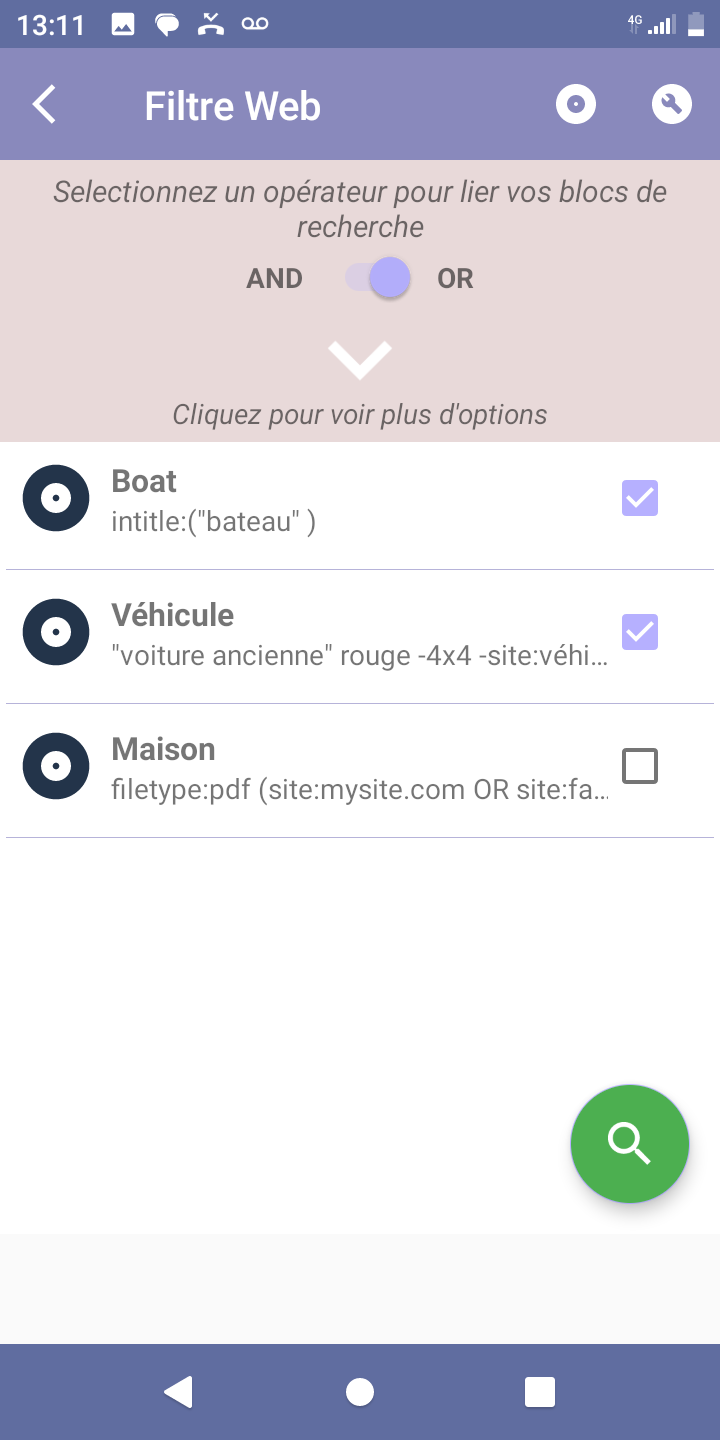 13:11
4G
Filtre Web
Selectionnez un opérateur pour lier vos blocs de
recherche
AND OR
Cliquez pour voir plus d'options
Boat
intitle:("bateau" )
Véhicule
"voiture ancienne" rouge -4x4 -site:véhi...
Maison
filetype:pdf (site:mysite.com OR site:fa...